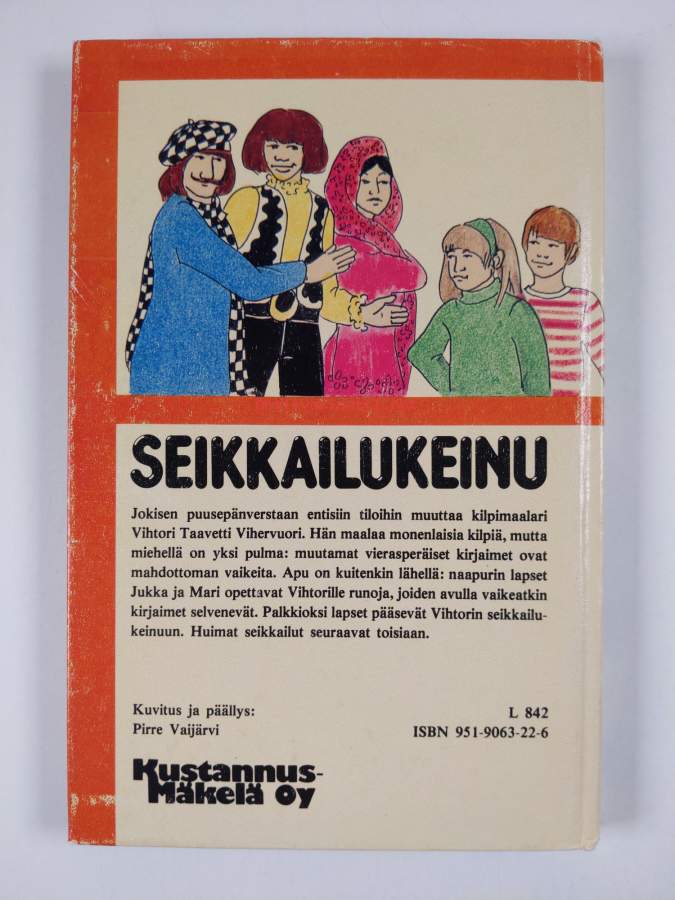 SEIKKAILUKEINU
Jokisen puusepänverstaan entisiin tiloihin muuttaa kilpimaalari
Vihtori Taavetti Vihervuori. Hän maalaa monenlaisia kilpiä, mutta
miehellä on yksi pulma: muutamat vierasperäiset kirjaimet ovat
mahdottoman vaikeita. Apu on kuitenkin lähellä: naapurin lapset
Jukka ja Mari opettavat Vihtorille runoja, joiden avulla vaikeatkin
kirjaimet selvenevät. Palkkioksi lapset pääsevät Vihtorin seikkailu-
keinuun. Huimat seikkailut seuraavat toisiaan.
Kuvitus ja päällys:
Pirre Vaijärvi
L 842
ISBN 951-9063-22-6
Kustannus-
Mäkelä Oy